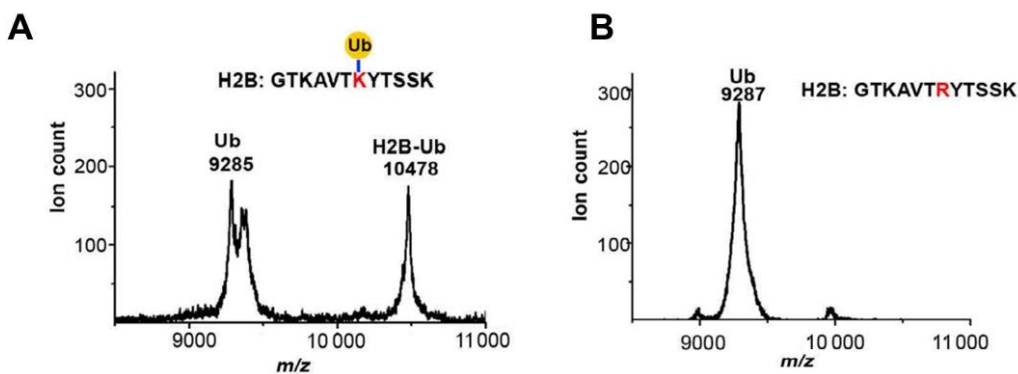 A
Ub
H2B: GTKAVTKYTSSK
300
200
100
Ion count
Ub
9285
H2B-Ub
10478
9000
10 000
11 000
m/z
B
Ub
9287
H2B: GTKAVTRYTSSK
300
200
100
Ion count
9000
10 000
11 000
m/z